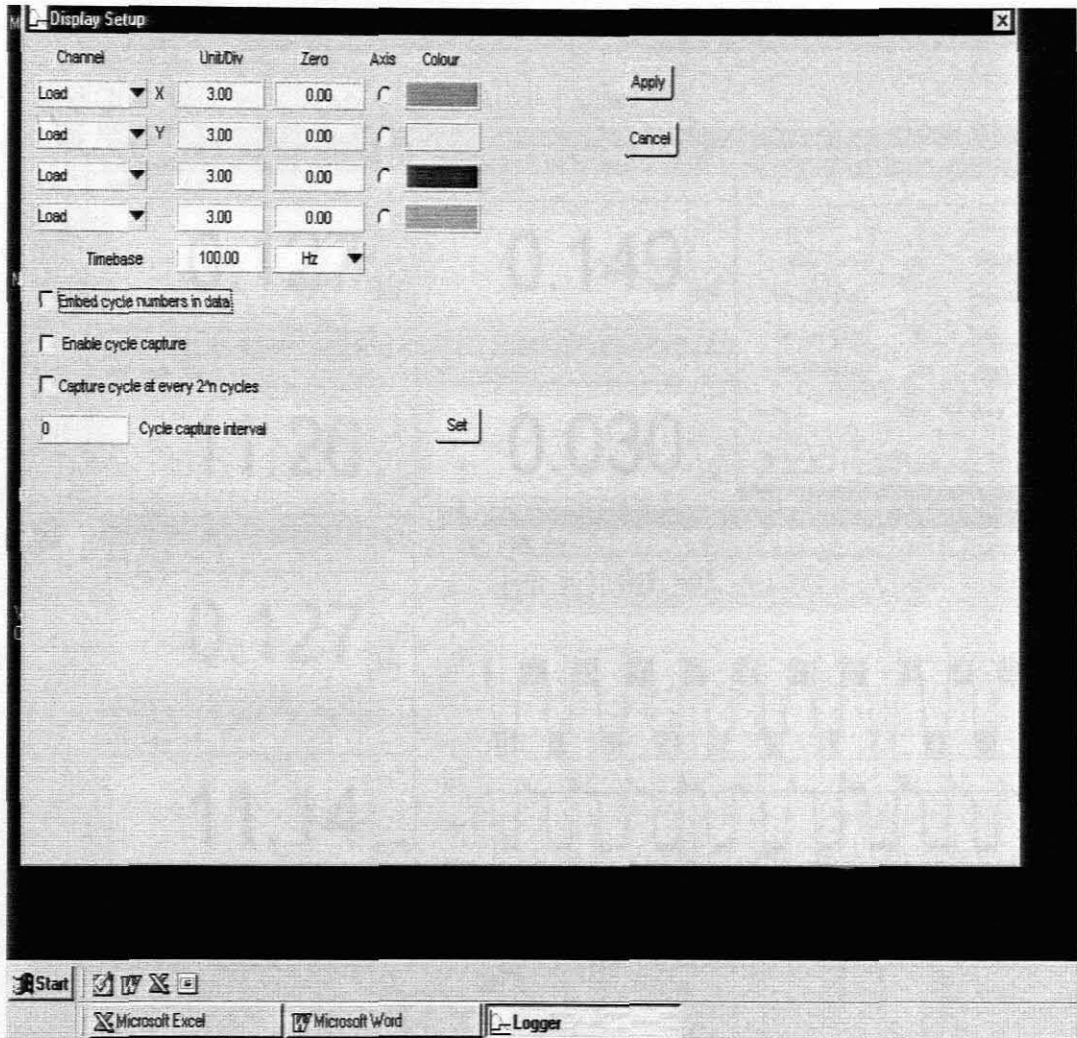 Display Setup X
Channel Unit/Div Zero Axis Colour
Load X 3.00 0.00
Load Y 3.00 0.00
Load 3.00 0.00
Load 3.00 0.00
Apply
Cancel
Timebase 100.00 Hz
Embed cycle numbers in data
Enable cycle capture
Capture cycle at every 2^n cycles
0 Cycle capture interval Set
0.149
11.26 0.030
0.127
11.14
Start
Microsoft Excel Microsoft Word Logger